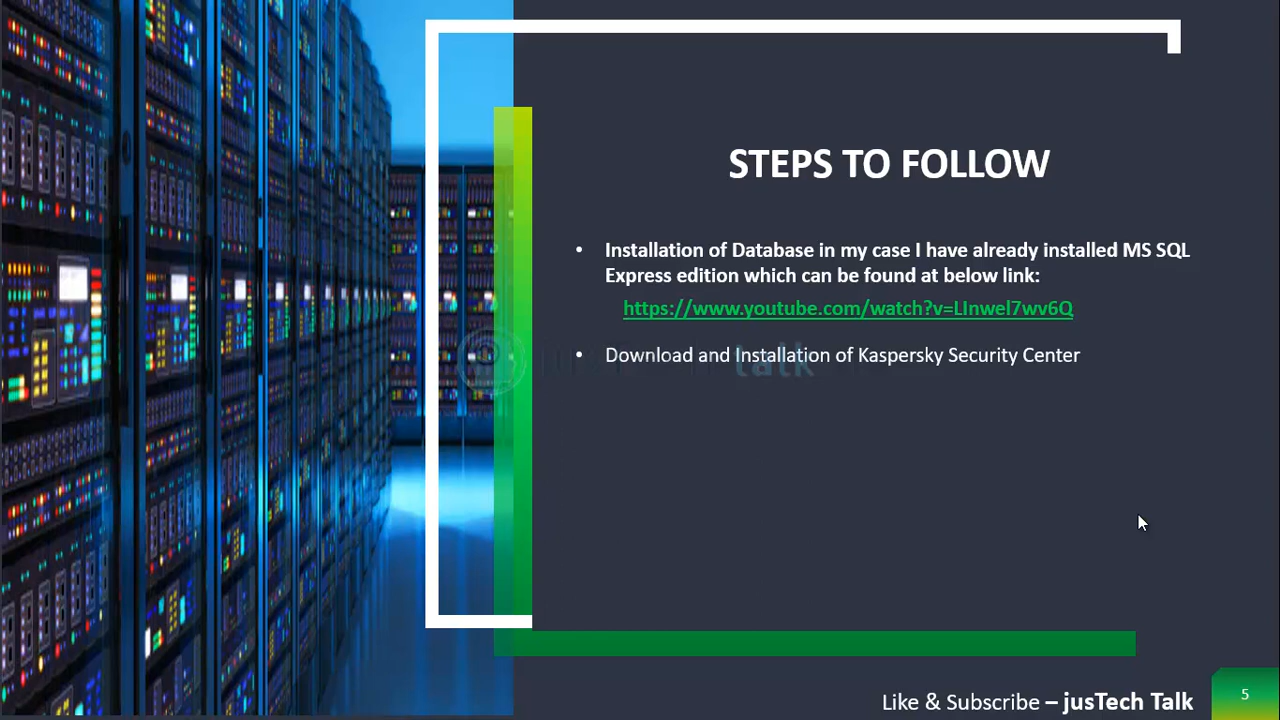 STEPS TO FOLLOW
• Installation of Database in my case I have already installed MS SQL
Express edition which can be found at below link:
https://www.youtube.com/watch?v=LInwel7wv6Q
• Download and Installation of Kaspersky Security Center
talk
Like & Subscribe – jusTech Talk
5